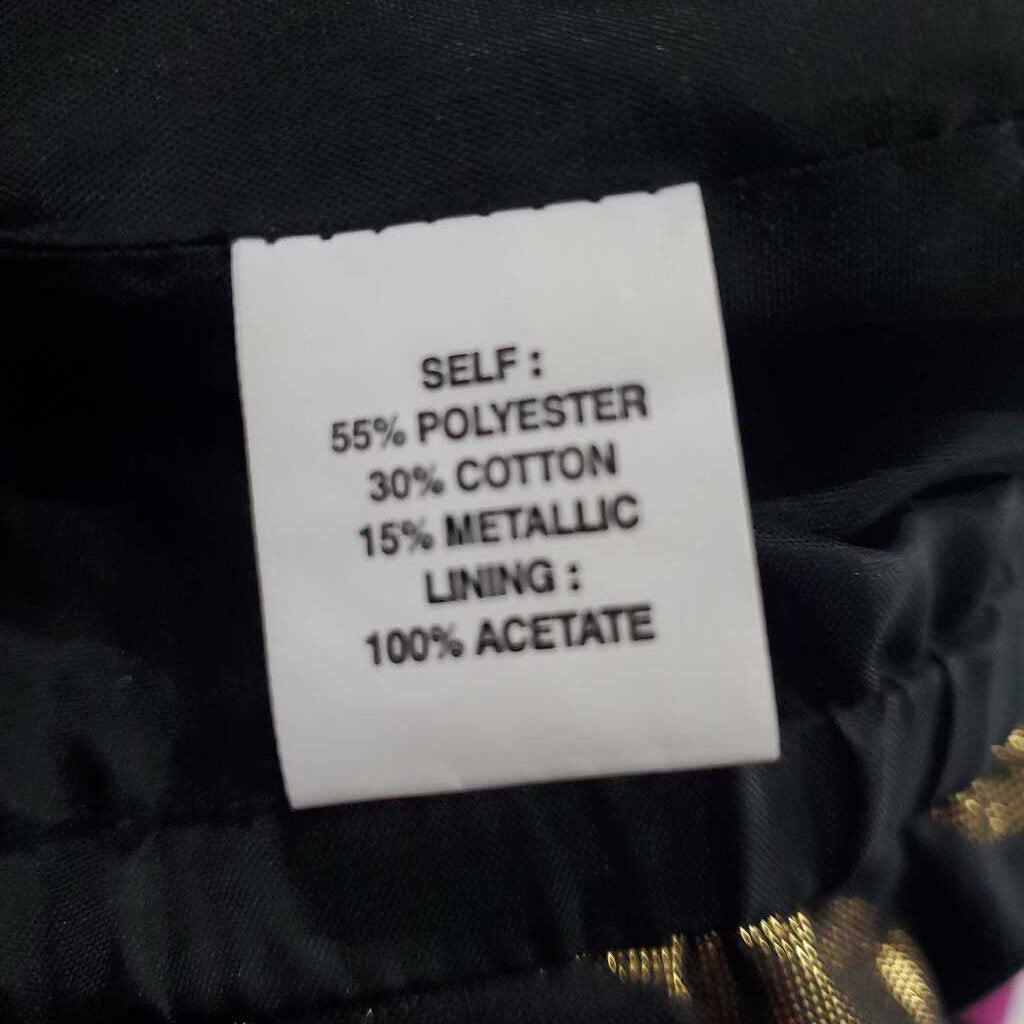 SELF :
55% POLYESTER
30% COTTON
15% METALLIC
LINING :
100% ACETATE